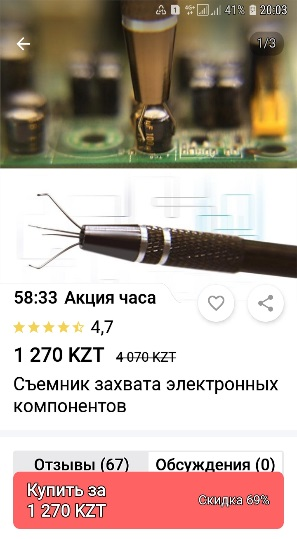 41% 20:03
1/3
58:33 Акция часа
4,7
1 270 KZT 4 070 KZT
Съемник захвата электронных
компонентов
Отзывы (67) Обсуждения (0)
Купить за
1 270 KZT
Скидка 69%